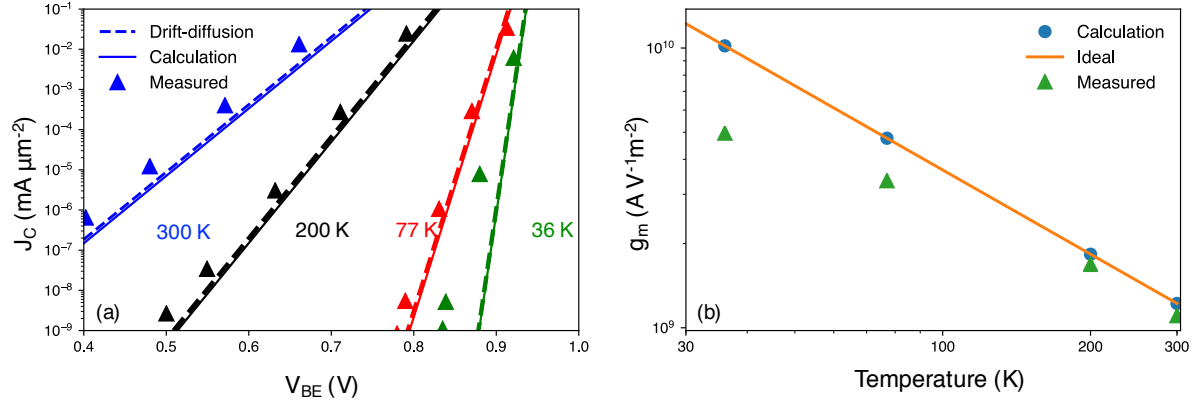 10⁻¹
10⁻²
10⁻³
10⁻⁴
10⁻⁵
10⁻⁶
10⁻⁷
10⁻⁸
10⁻⁹
J_C (mA µm⁻²)
Drift-diffusion
Calculation
Measured
300 K
200 K
77 K
36 K
(a)
0.4 0.5 0.6 0.7 0.8 0.9 1.0
V_BE (V)
10¹⁰
10⁹
g_m (A V⁻¹m⁻²)
Calculation
Ideal
Measured
(b)
30 100 200 300
Temperature (K)